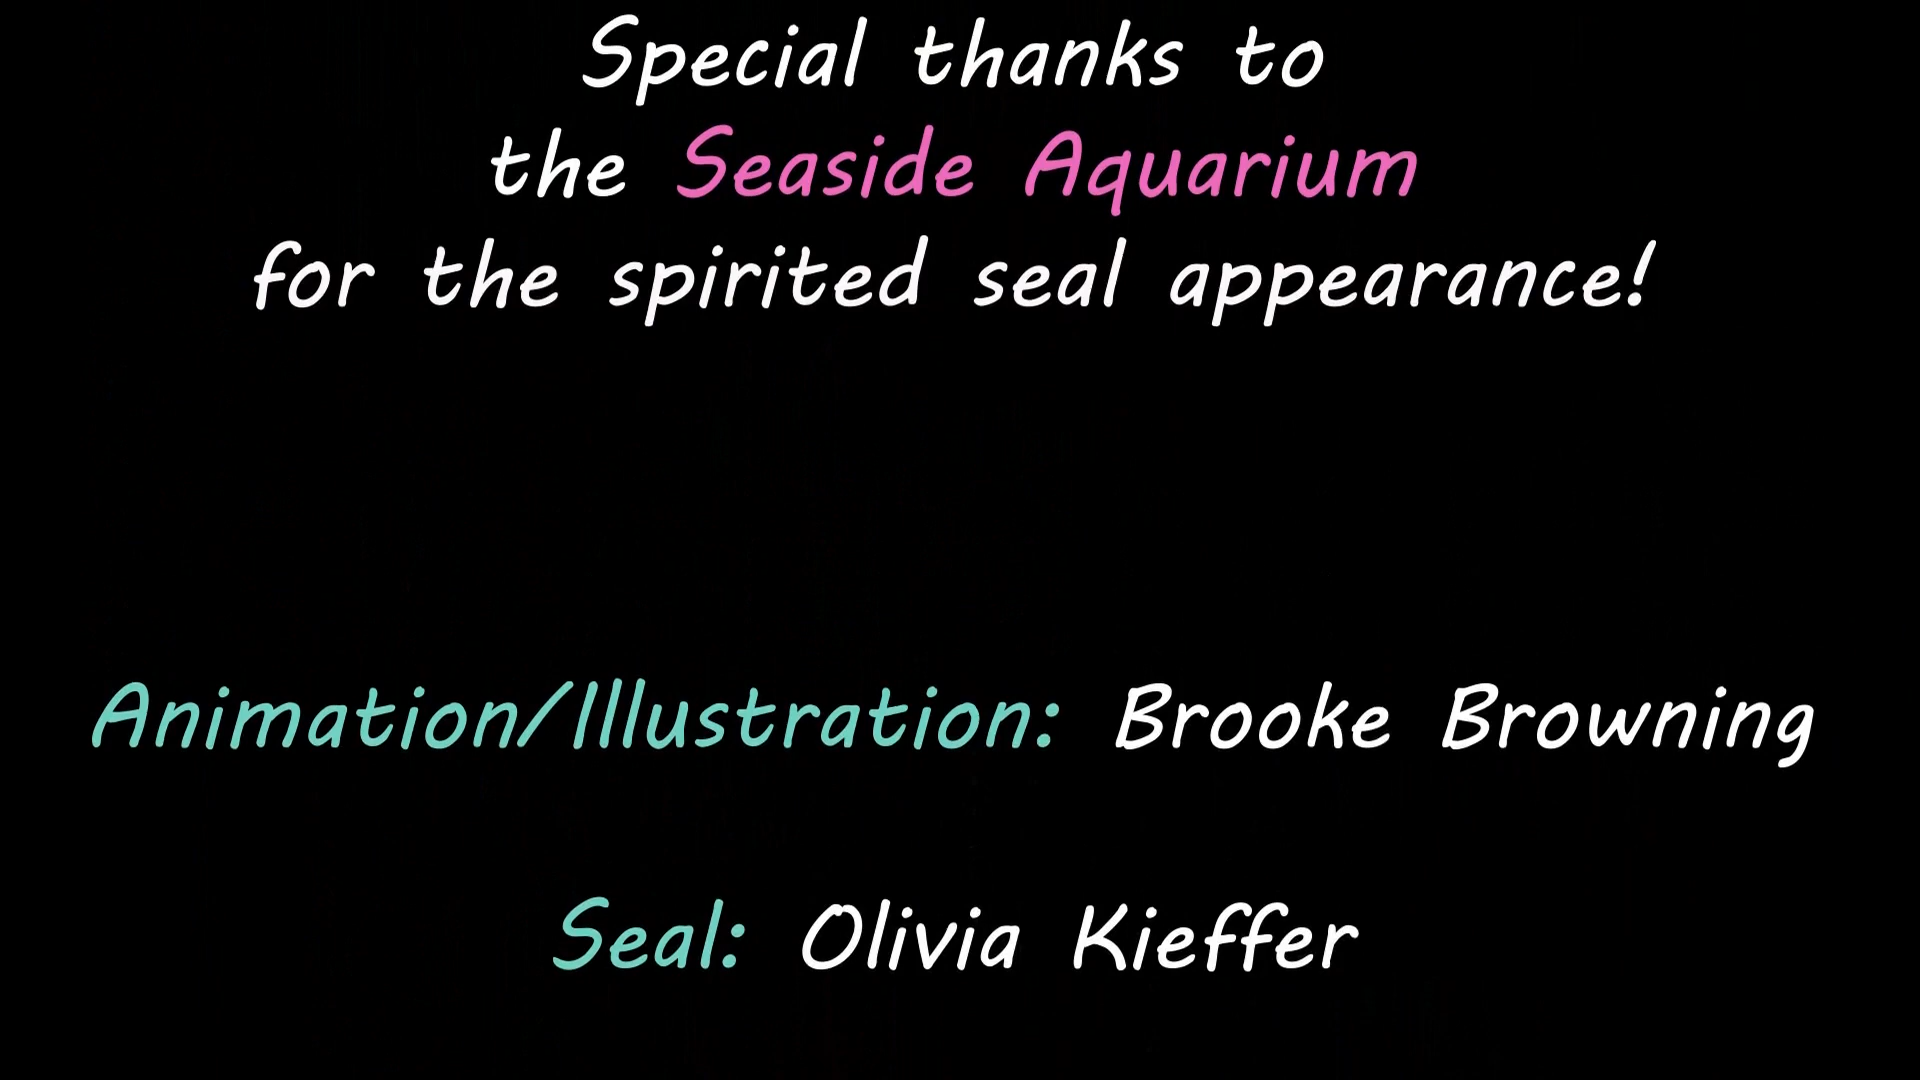 Special thanks to
the Seaside Aquarium
for the spirited seal appearance!
Animation/Illustration: Brooke Browning
Seal: Olivia Kieffer